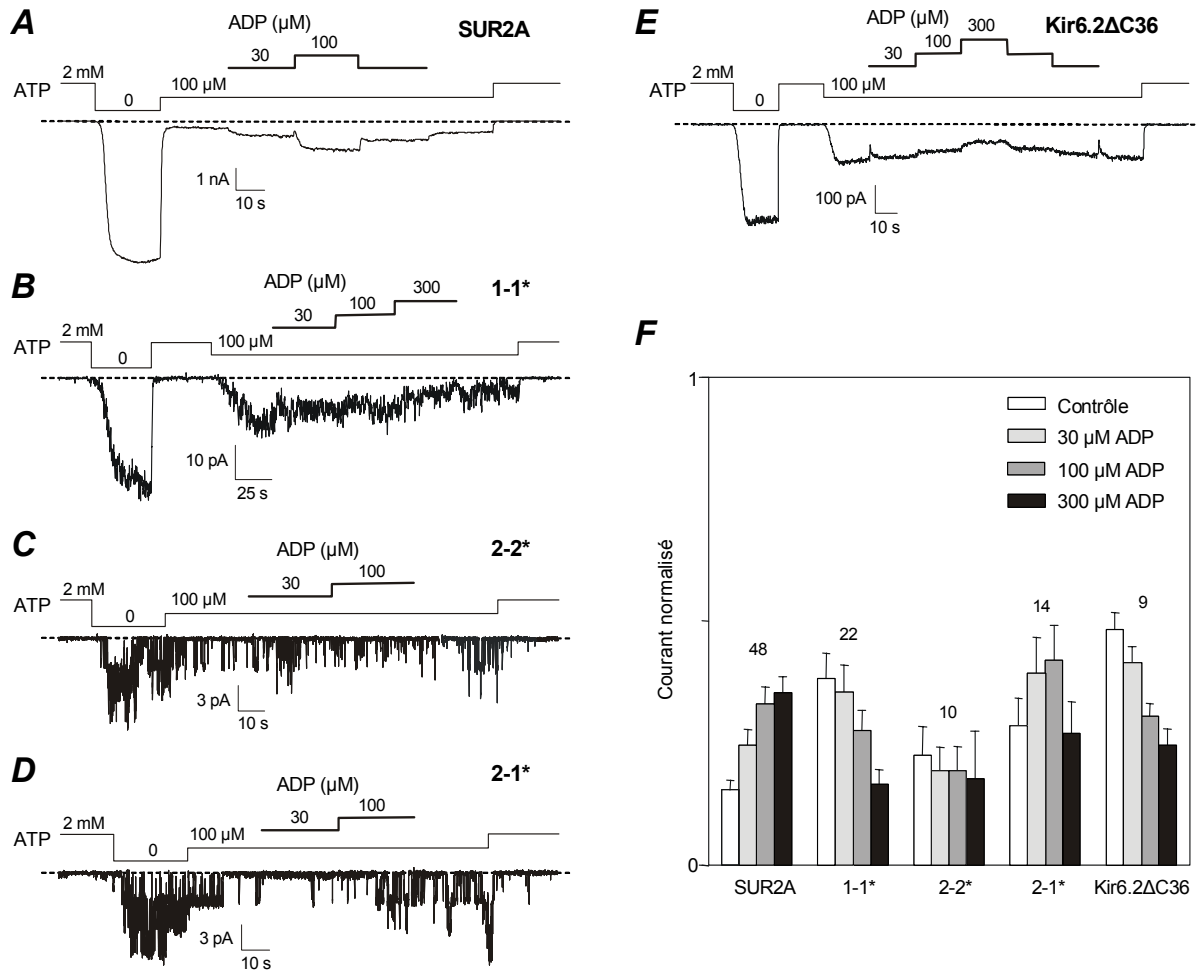 A
ADP (µM)
SUR2A
30
100
ATP
2 mM
0
100 µM
1 nA
10 s
B
ADP (µM)
1-1*
30
100
300
ATP
2 mM
0
100 µM
10 pA
25 s
C
ADP (µM)
2-2*
30
100
ATP
2 mM
0
100 µM
3 pA
10 s
D
ADP (µM)
2-1*
30
100
ATP
2 mM
0
100 µM
3 pA
10 s
E
ADP (µM)
Kir6.2ΔC36
30
100
300
ATP
2 mM
0
100 µM
100 pA
10 s
F
Courant normalisé
1
0
Contrôle
30 µM ADP
100 µM ADP
300 µM ADP
48
22
10
14
9
SUR2A
1-1*
2-2*
2-1*
Kir6.2ΔC36